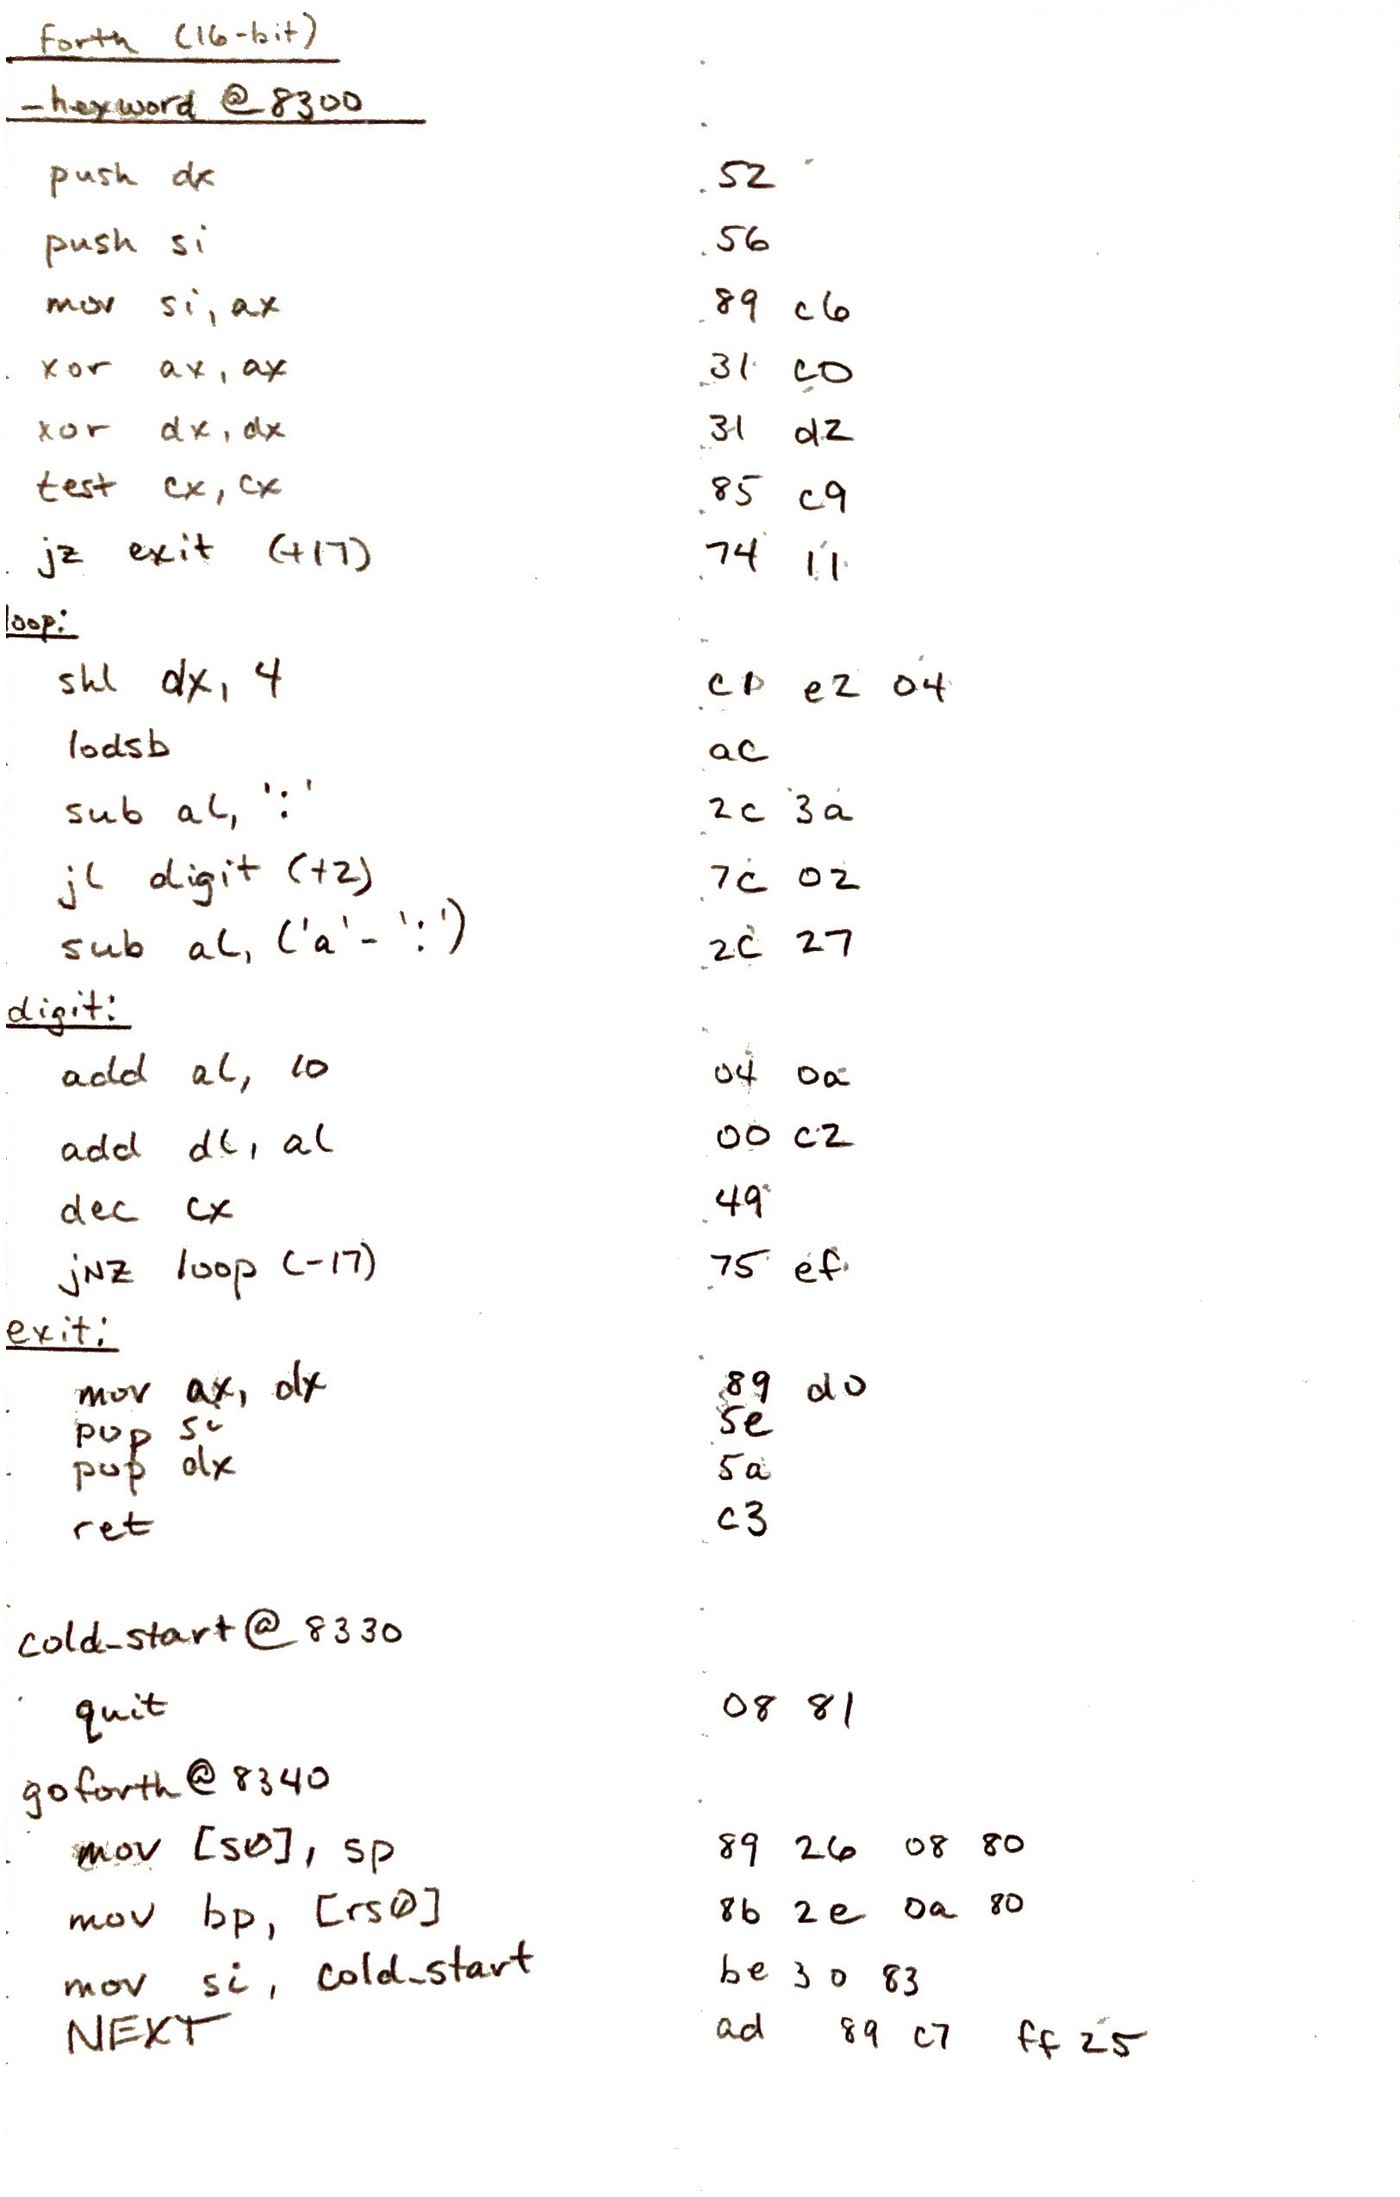 forth (16-bit)
-hexword @ 8300
push dx 52
push si 56
mov si, ax 89 c6
xor ax, ax 31 c0
xor dx, dx 31 d2
test cx, cx 85 c9
jz exit (+17) 74 11
loop:
shl dx, 4 c1 e2 04
lodsb ac
sub al, ':' 2c 3a
jl digit (+2) 7c 02
sub al, ('a'-':') 2c 27
digit:
add al, 10 04 0a
add dl, al 00 c2
dec cx 49
jNZ loop (-17) 75 ef
exit:
mov ax, dx 89 d0
pop si 5e
pop dx 5a
ret c3
cold_start @ 8330
quit 08 81
goforth @ 8340
mov [s0], sp 89 26 08 80
mov bp, [rs0] 8b 2e 0a 80
mov si, cold_start be 30 83
NEXT ad 89 c7 ff 25